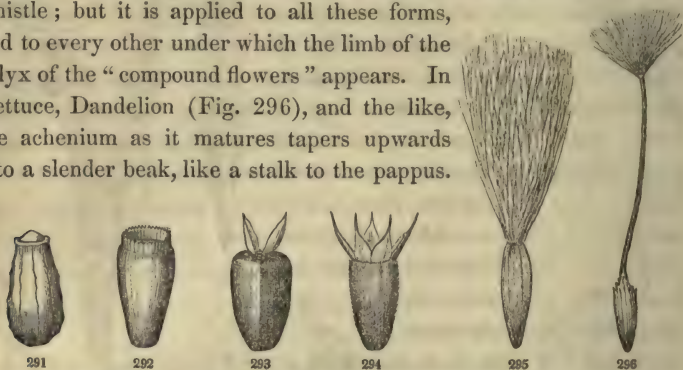 histle; but it is applied to all these forms,
d to every other under which the limb of the
lyx of the “compound flowers” appears. In
ettuce, Dandelion (Fig. 296), and the like,
e achenium as it matures tapers upwards
to a slender beak, like a stalk to the pappus.
291 292 293 294 295 296